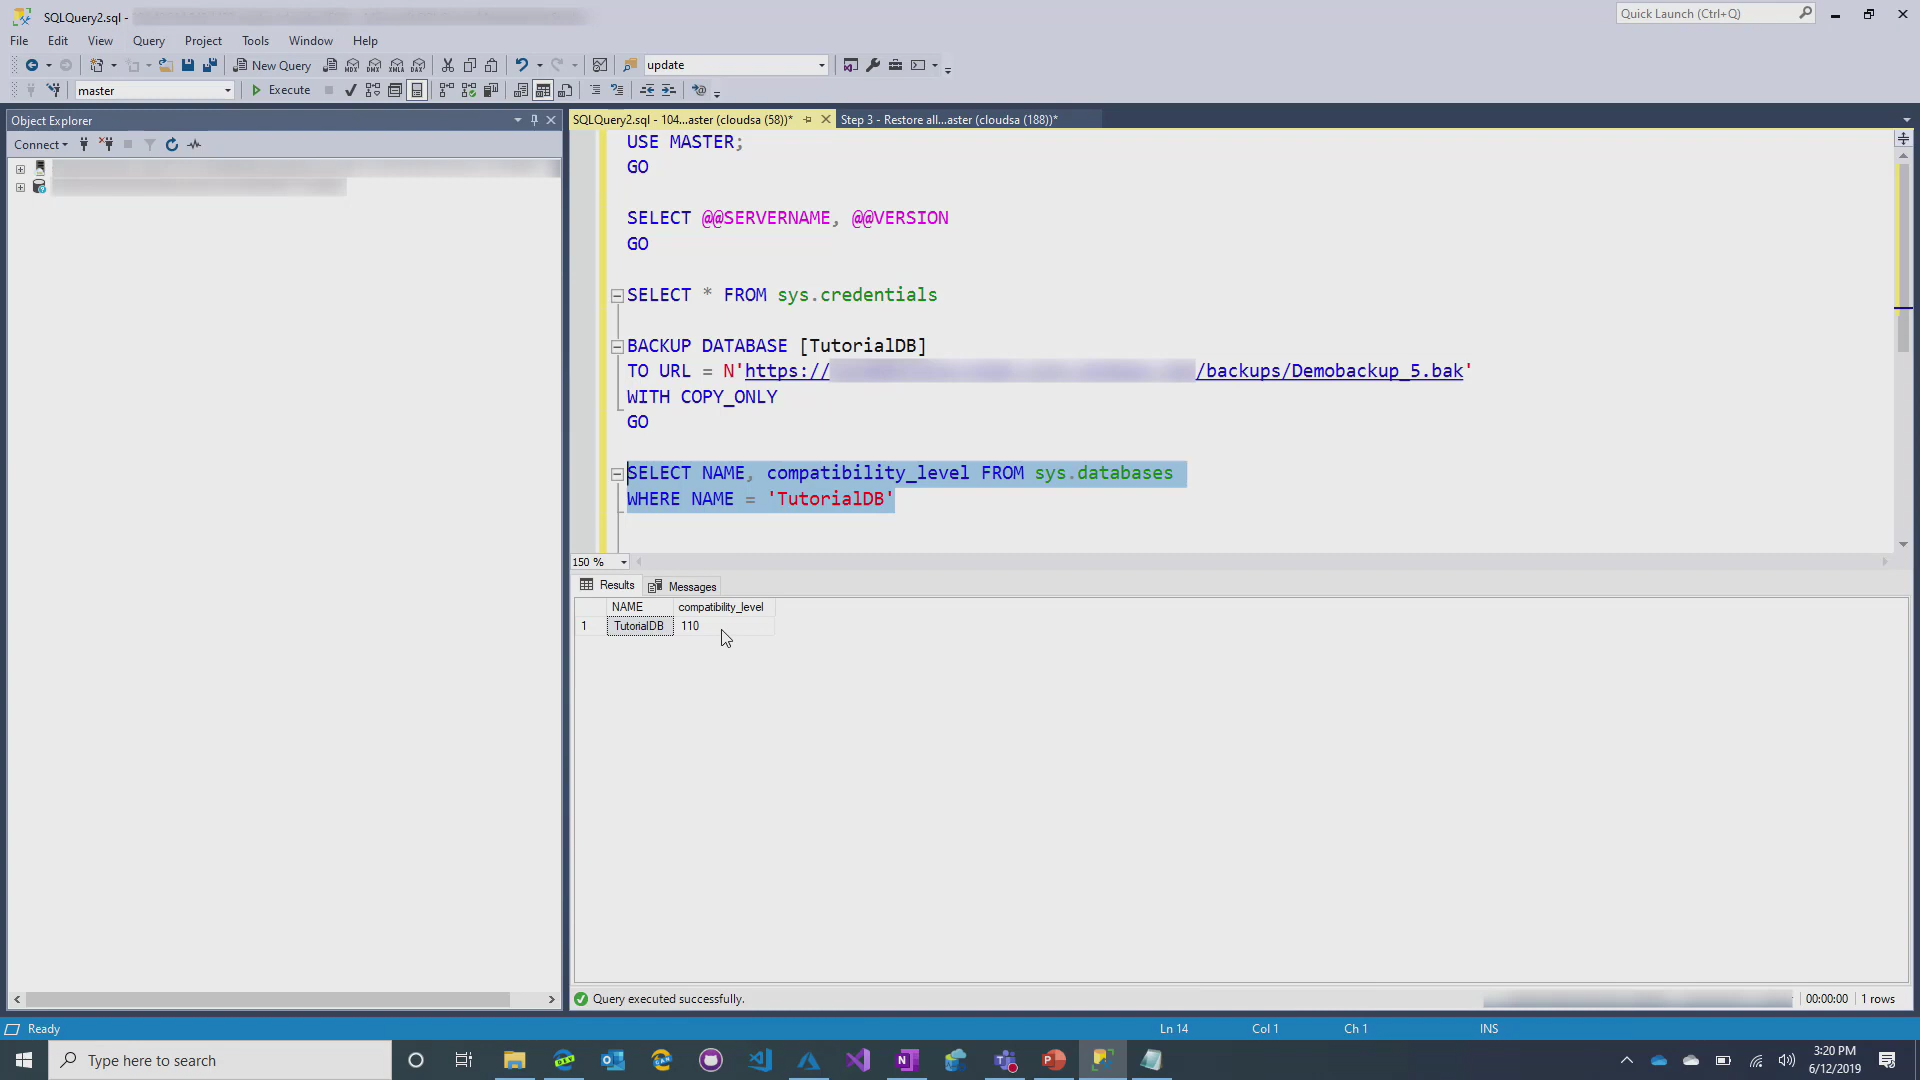 SQLQuery2.sql -
Quick Launch (Ctrl+Q)
File Edit View Query Project Tools Window Help
New Query
MDX DMX XMLA DAX
update
master
Execute
Object Explorer
Connect
SQLQuery2.sql - 104...aster (cloudsa (58))*
Step 3 - Restore all...aster (cloudsa (188))*
USE MASTER;
GO
SELECT @@SERVERNAME, @@VERSION
GO
SELECT * FROM sys.credentials
BACKUP DATABASE [TutorialDB]
TO URL = N'https:// /backups/Demobackup_5.bak'
WITH COPY_ONLY
GO
SELECT NAME, compatibility_level FROM sys.databases
WHERE NAME = 'TutorialDB'
150 %
Results Messages
NAME compatibility_level
1 TutorialDB 110
Query executed successfully.
00:00:00 1 rows
Ready
Ln 14 Col 1 Ch 1 INS
Type here to search
3:20 PM
6/12/2019